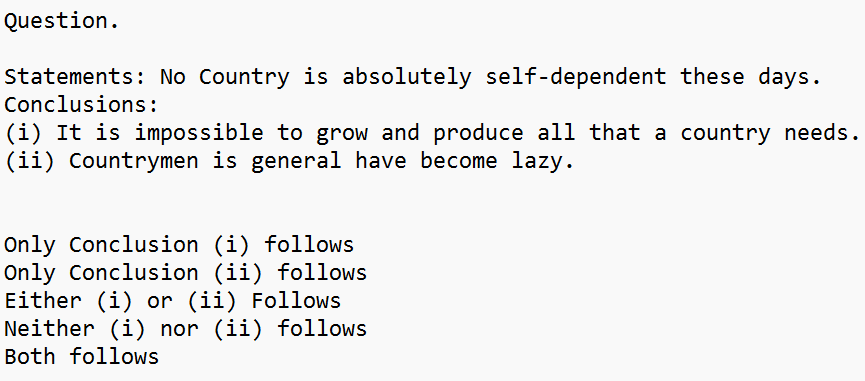 Question.
Statements: No Country is absolutely self-dependent these days.
Conclusions:
(i) It is impossible to grow and produce all that a country needs.
(ii) Countrymen is general have become lazy.
Only Conclusion (i) follows
Only Conclusion (ii) follows
Either (i) or (ii) Follows
Neither (i) nor (ii) follows
Both follows